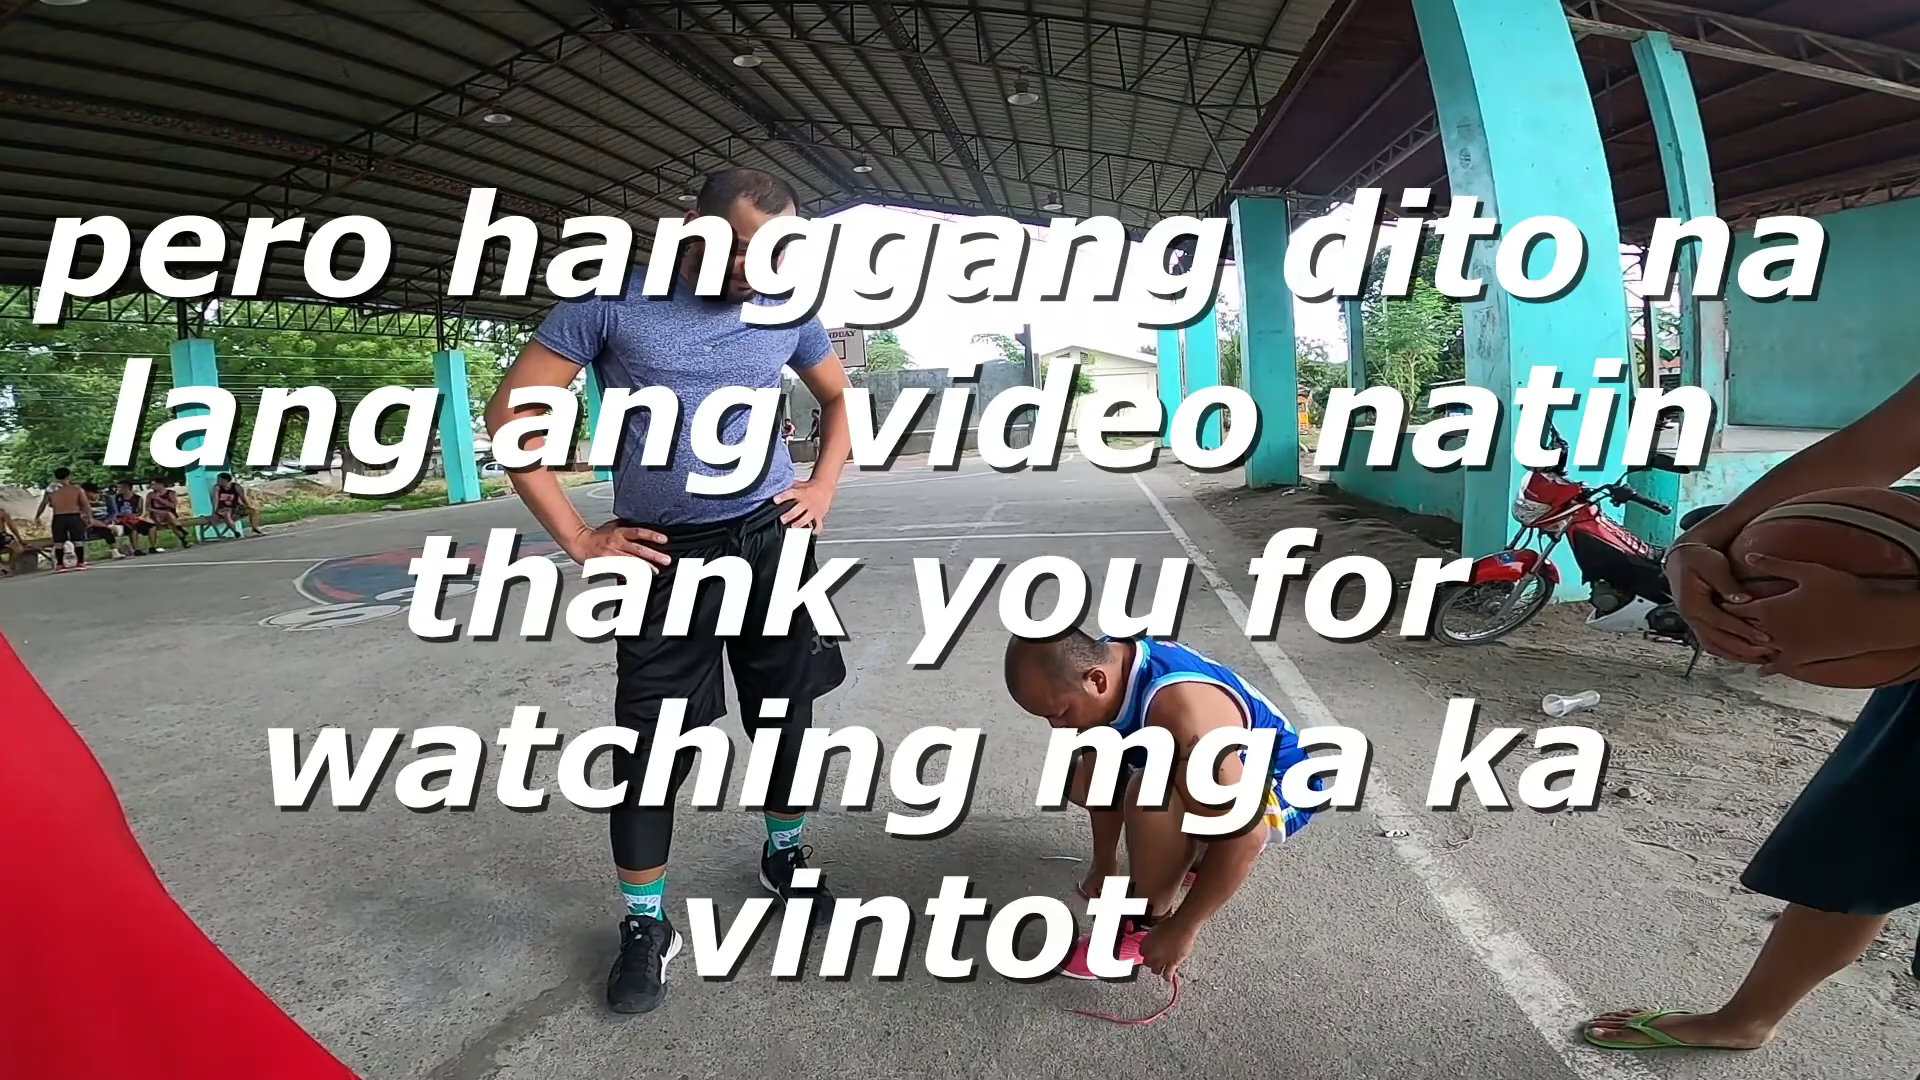 pero hanggang dito na
lang ang video natin
thank you for
watching mga ka
vintot